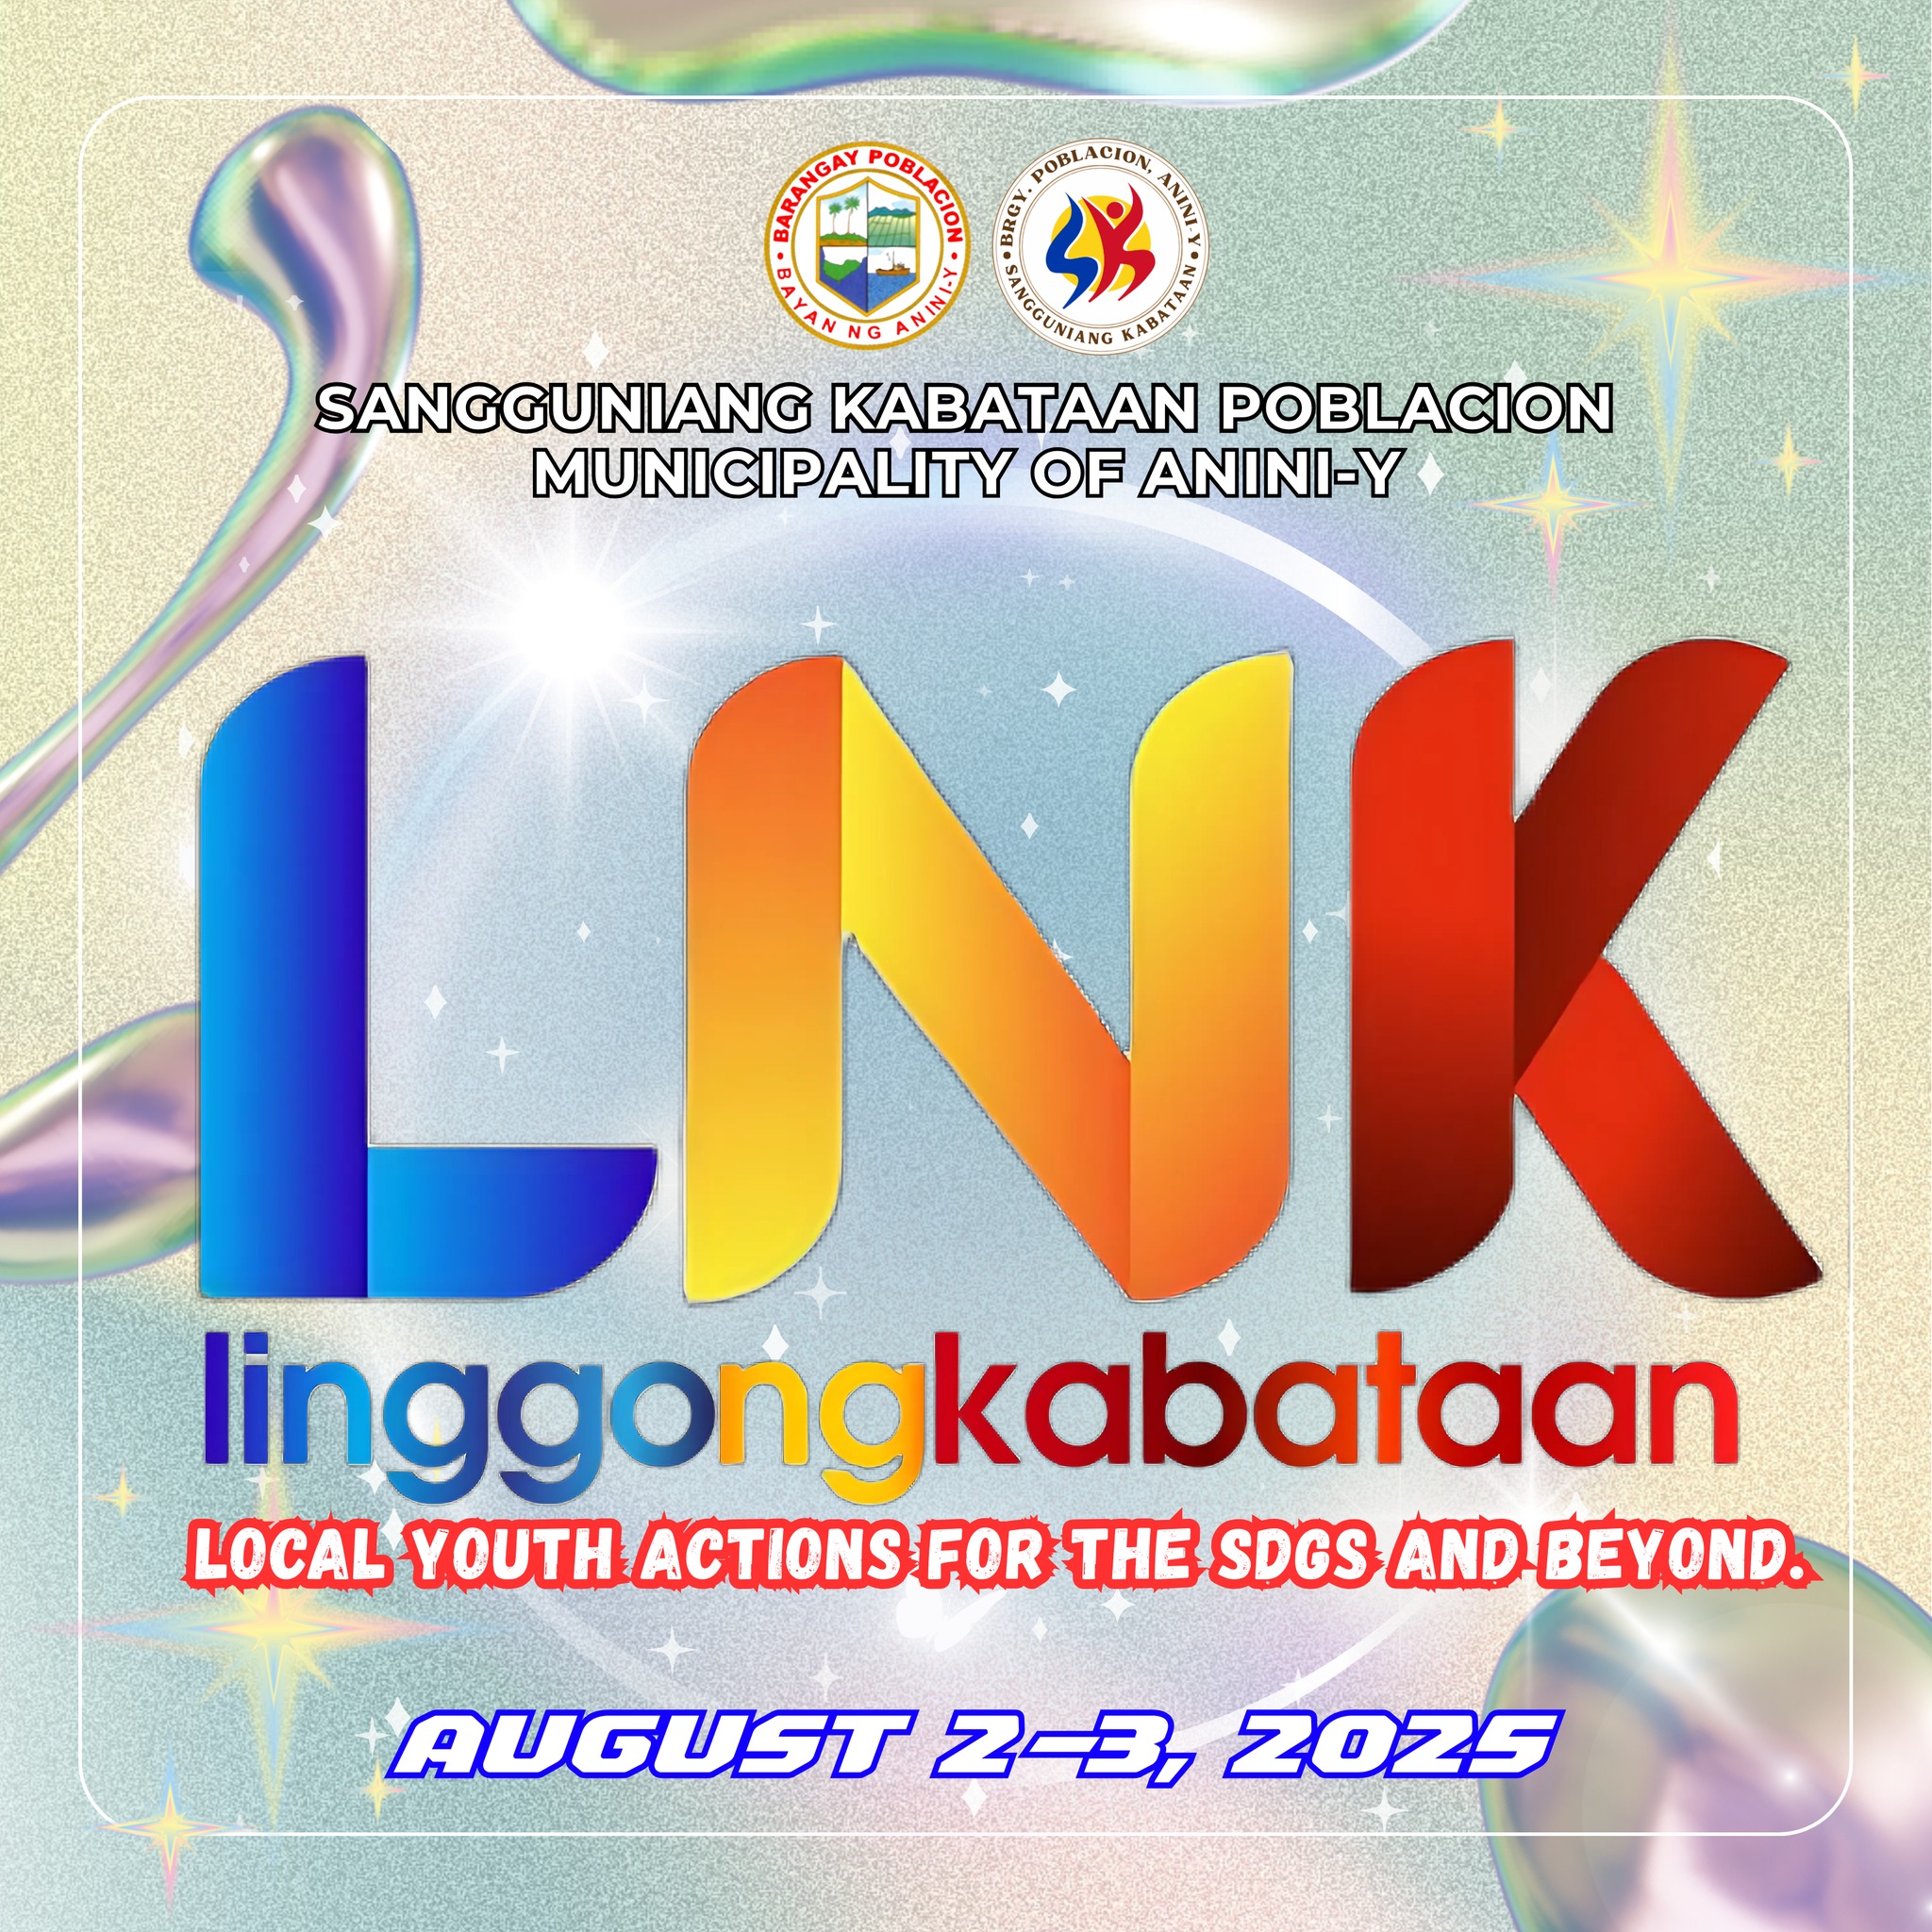 BARANGAY POBLACION
BAYAN NG ANINI-Y
BRGY. POBLACION, ANINI-Y
SANGGUNIANG KABATAAN
SK
SANGGUNIANG KABATAAN POBLACION
MUNICIPALITY OF ANINI-Y
LNK
linggongkabataan
LOCAL YOUTH ACTIONS FOR THE SDGS AND BEYOND.
AUGUST 2-3, 2025